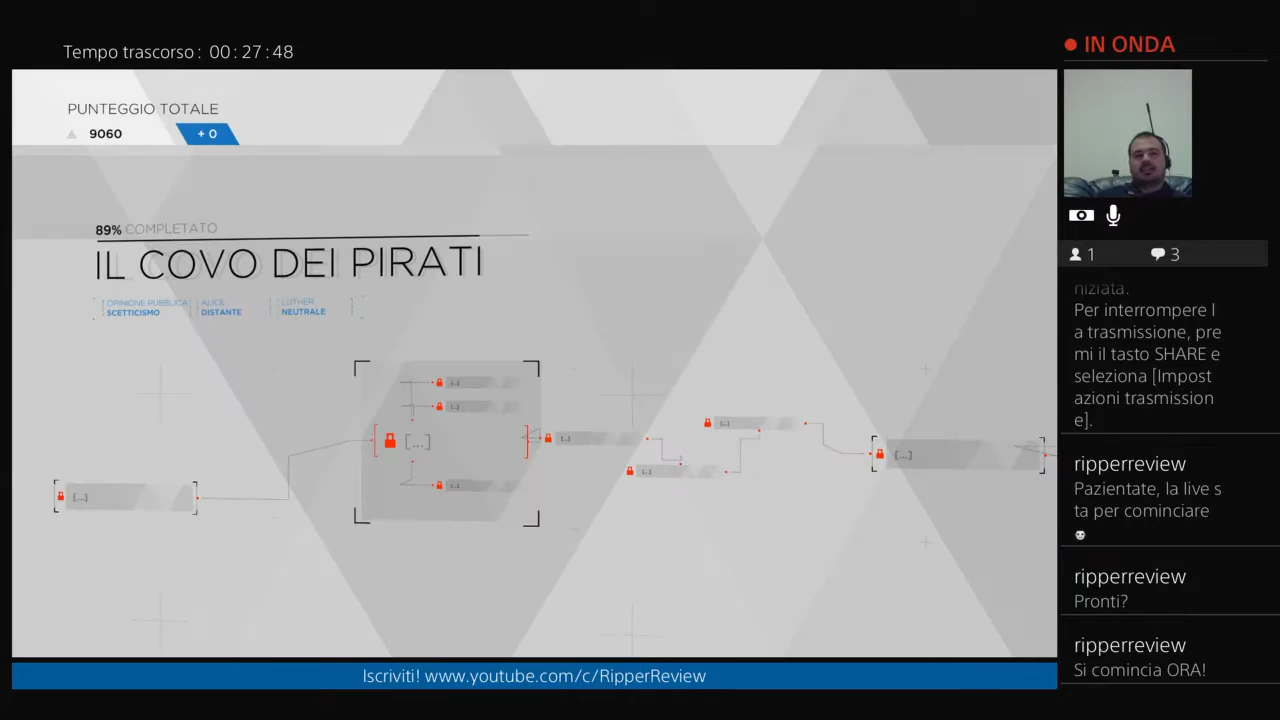 Tempo trascorso: 00:27:48
IN ONDA
PUNTEGGIO TOTALE
9060
+ 0
89% COMPLETATO
IL COVO DEI PIRATI
OPINIONE PUBBLICA
SCETTICISMO
ALICE
DISTANTE
LUTHER
NEUTRALE
[...]
[...]
[...]
[...]
[...]
[...]
[...]
[...]
[...]
1
3
niziata.
Per interrompere l
a trasmissione, pre
mi il tasto SHARE e
seleziona [Impost
azioni trasmission
e].
ripperreview
Pazientate, la live s
ta per cominciare
ripperreview
Pronti?
ripperreview
Si comincia ORA!
Iscriviti! www.youtube.com/c/RipperReview